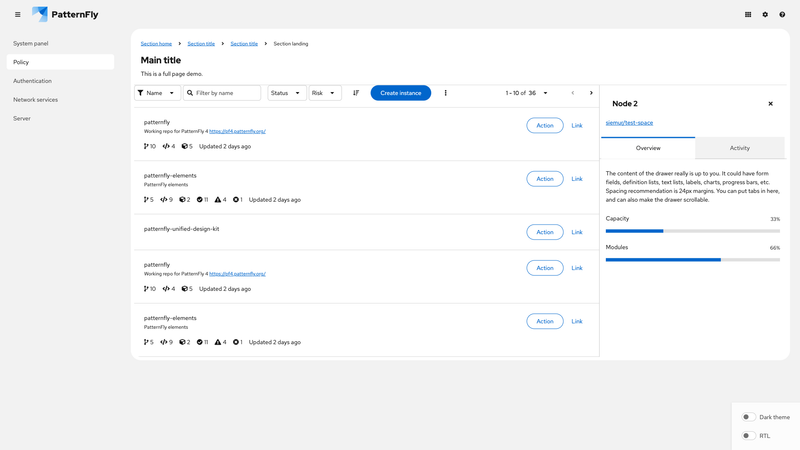 PatternFly
System panel
Policy
Authentication
Network services
Server
Section home Section title Section title Section landing
Main title
This is a full page demo.
Name Filter by name Status Risk Create instance 1 - 10 of 36
patternfly
Working repo for PatternFly 4 https://pf4.patternfly.org/
10 4 5 Updated 2 days ago
Action Link
patternfly-elements
PatternFly elements
5 9 2 11 4 1 Updated 2 days ago
Action Link
patternfly-unified-design-kit
Action Link
patternfly
Working repo for PatternFly 4 https://pf4.patternfly.org/
10 4 5 Updated 2 days ago
Action Link
patternfly-elements
PatternFly elements
5 9 2 11 4 1 Updated 2 days ago
Action Link
Node 2
siemur/test-space
Overview Activity
The content of the drawer really is up to you. It could have form
fields, definition lists, text lists, labels, charts, progress bars, etc.
Spacing recommendation is 24px margins. You can put tabs in here,
and can also make the drawer scrollable.
Capacity 33%
Modules 66%
Dark theme
RTL